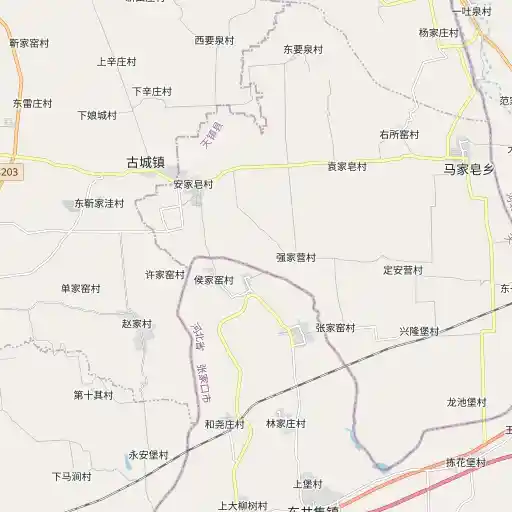 一吐泉村
杨家庄村
靳家窑村
西要泉村
东要泉村
上辛庄村
下辛庄村
东雷庄村
下娘城村
右所窑村
天镇县
古城镇
袁家皂村
马家皂乡
203
安家皂村
东靳家洼村
强家营村
许家窑村
侯家窑村
定安营村
单家窑村
赵家村
张家窑村
兴隆堡村
河北省
张家口市
第十其村
龙池堡村
和尧庄村
林家庄村
永安堡村
拣花堡村
下马涧村
上堡村
上大柳树村
东井集镇